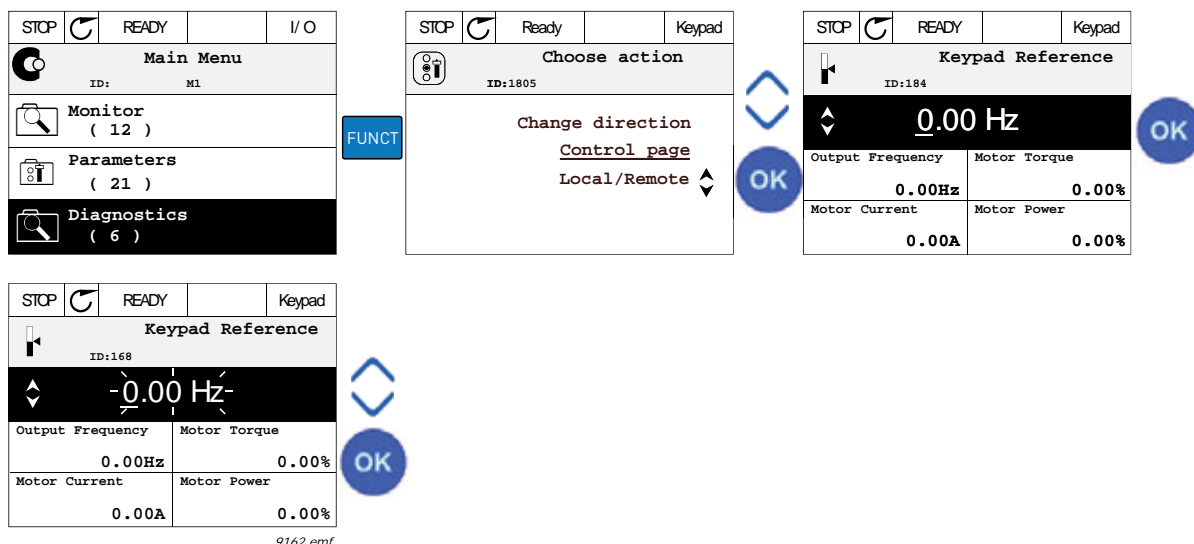 STOP READY I/O
Main Menu
ID: M1
Monitor
( 12 )
Parameters
( 21 )
Diagnostics
( 6 )
FUNCT
STOP Ready Keypad
Choose action
ID:1805
Change direction
Control page
Local/Remote
OK
STOP READY Keypad
Keypad Reference
ID:184
0.00 Hz
Output Frequency Motor Torque
0.00Hz 0.00%
Motor Current Motor Power
0.00A 0.00%
OK
STOP READY Keypad
Keypad Reference
ID:168
0.00 Hz
Output Frequency Motor Torque
0.00Hz 0.00%
Motor Current Motor Power
0.00A 0.00%
OK
9162.emf